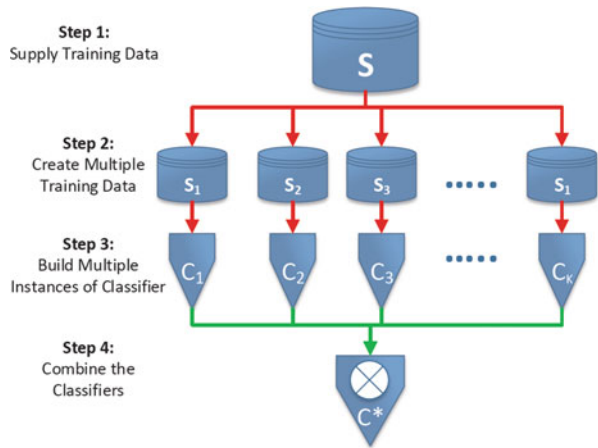 Step 1:
Supply Training Data
S
Step 2:
Create Multiple
Training Data
S₁
S₂
S₃
......
S₁
Step 3:
Build Multiple
Instances of Classifier
C₁
C₂
C₃
......
Cₖ
Step 4:
Combine the
Classifiers
C*